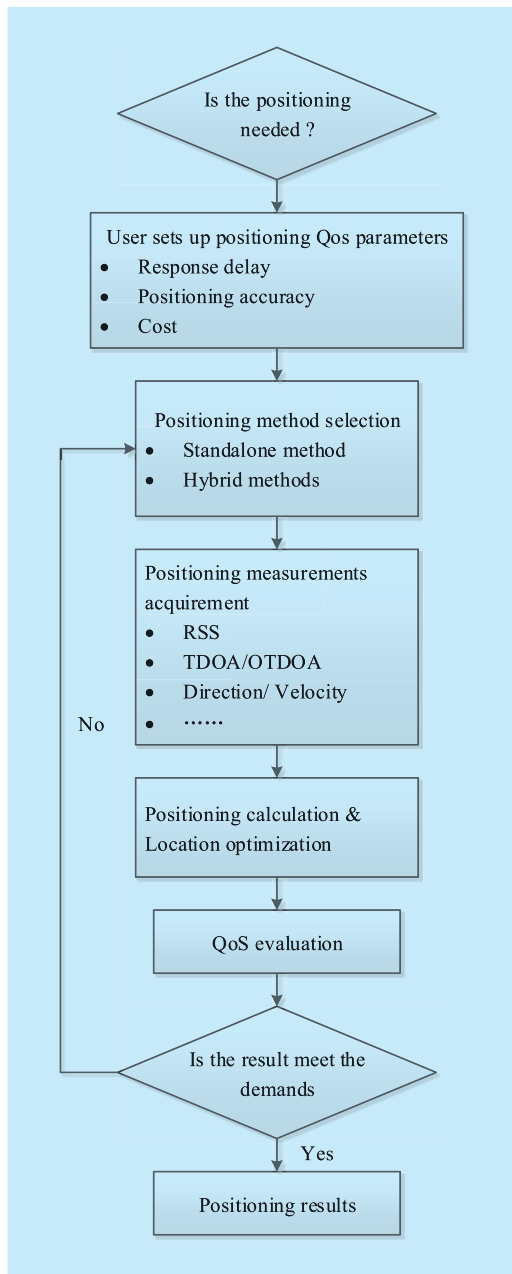 Is the positioning
needed ?
User sets up positioning Qos parameters
• Response delay
• Positioning accuracy
• Cost
Positioning method selection
• Standalone method
• Hybrid methods
Positioning measurements
acquirement
• RSS
• TDOA/OTDOA
• Direction/ Velocity
• ······
No
Positioning calculation &
Location optimization
QoS evaluation
Is the result meet the
demands
Yes
Positioning results